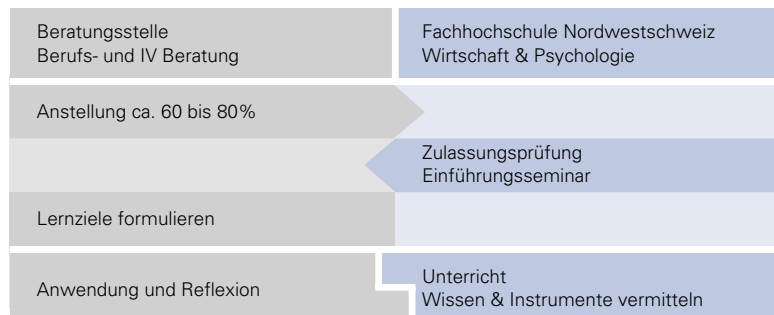 Beratungsstelle
Berufs- und IV Beratung
Fachhochschule Nordwestschweiz
Wirtschaft & Psychologie
Anstellung ca. 60 bis 80%
Zulassungsprüfung
Einführungsseminar
Lernziele formulieren
Anwendung und Reflexion
Unterricht
Wissen & Instrumente vermitteln